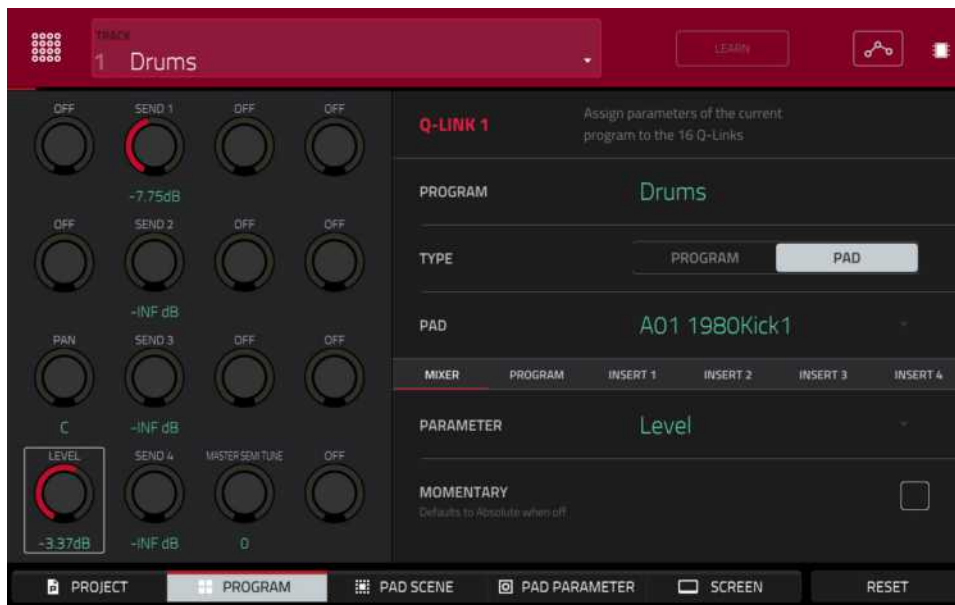 TRACK
1 Drums
LEARN
OFF SEND 1 OFF OFF
-7.75dB
OFF SEND 2 OFF OFF
-INF dB
PAN SEND 3 OFF OFF
C -INF dB
LEVEL SEND 4 MASTER SEMI TUNE OFF
-3.37dB -INF dB 0
Q-LINK 1
Assign parameters of the current
program to the 16 Q-Links
PROGRAM Drums
TYPE PROGRAM PAD
PAD A01 1980Kick1
MIXER PROGRAM INSERT 1 INSERT 2 INSERT 3 INSERT 4
PARAMETER Level
MOMENTARY
Defaults to Absolute when off
PROJECT PROGRAM PAD SCENE PAD PARAMETER SCREEN RESET